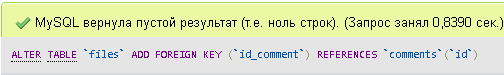 MySQL вернула пустой результат (т.е. ноль строк). (Запрос занял 0,8390 сек.)
ALTER TABLE `files` ADD FOREIGN KEY (`id_comment`) REFERENCES `comments`(`id`)